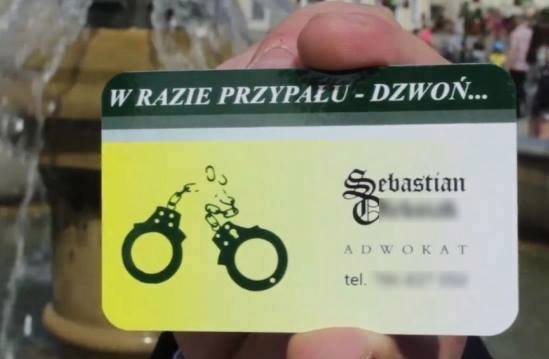 W RAZIE PRZYPAŁU - DZWOŃ...
Sebastian
ADWOKAT
tel.